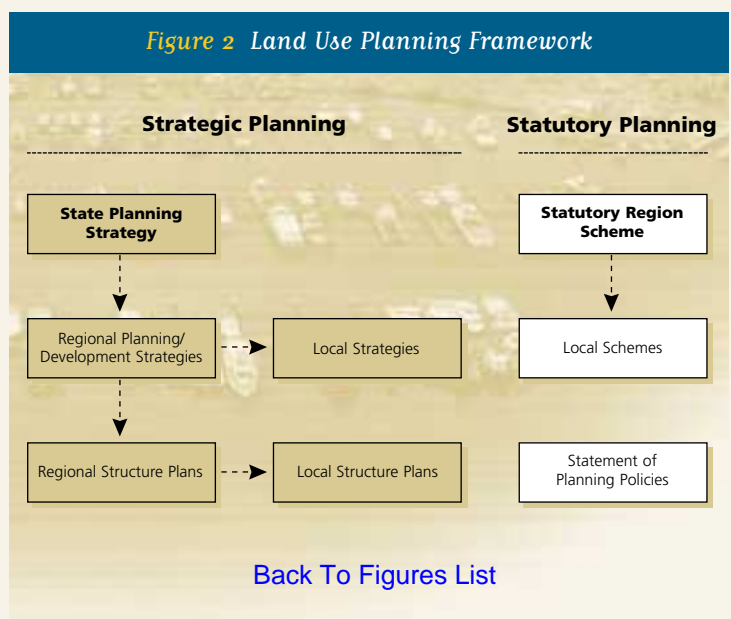 Figure 2 Land Use Planning Framework
Strategic Planning
Statutory Planning
State Planning
Strategy
Statutory Region
Scheme
Regional Planning/
Development Strategies
Local Strategies
Local Schemes
Regional Structure Plans
Local Structure Plans
Statement of
Planning Policies
Back To Figures List